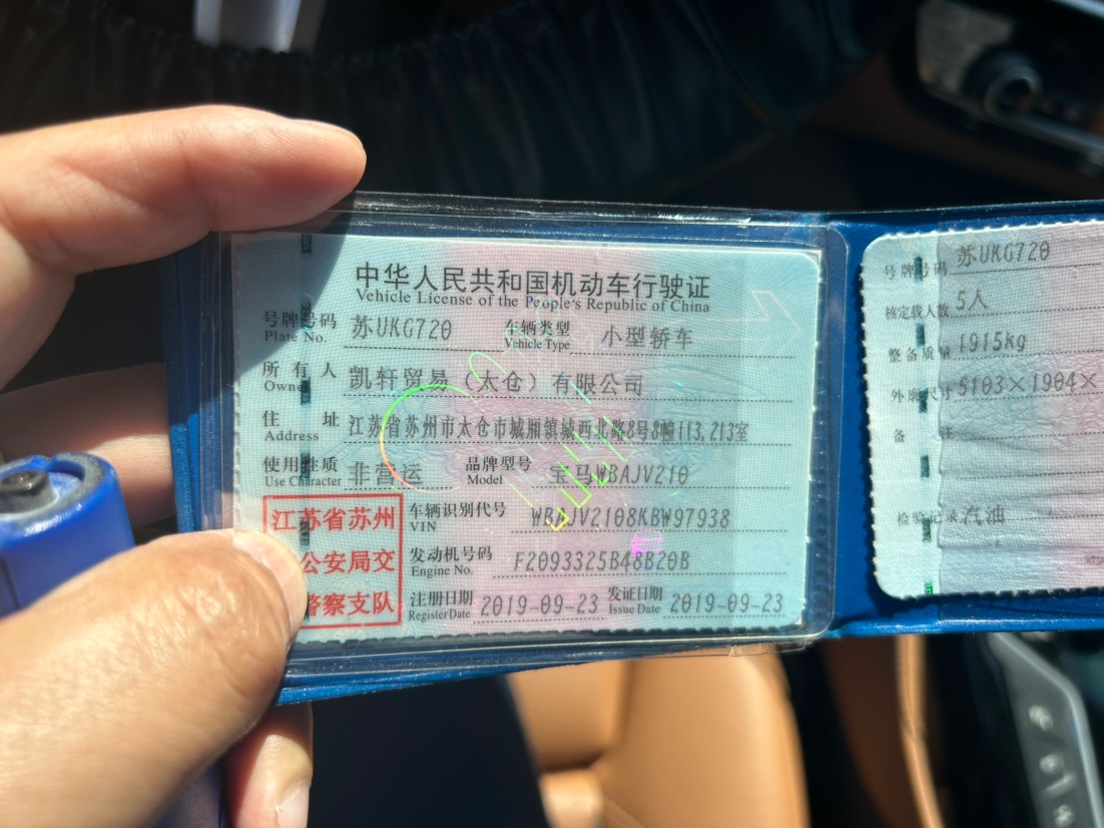 中华人民共和国机动车行驶证
Vehicle License of the People's Republic of China
号牌号码 苏UKG720 车辆类型 小型轿车
Plate No. Vehicle Type
所有人 凯轩贸易（太仓）有限公司
Owner
住址 江苏省苏州市太仓市城厢镇城西北路8号8幢113,213室
Address
使用性质 非营运 品牌型号 宝马WBAJV210
Use Character Model
江苏省苏州
公安局交
警察支队
车辆识别代号 WBAJV2108KBW97938
VIN
发动机号码 F2093325B48B20B
Engine No.
注册日期 2019-09-23 发证日期 2019-09-23
Register Date Issue Date
号牌号码 苏UKG720
核定载人数 5人
整备质量 1915kg
外廓尺寸 5103×1904×
备注
检验记录 汽油